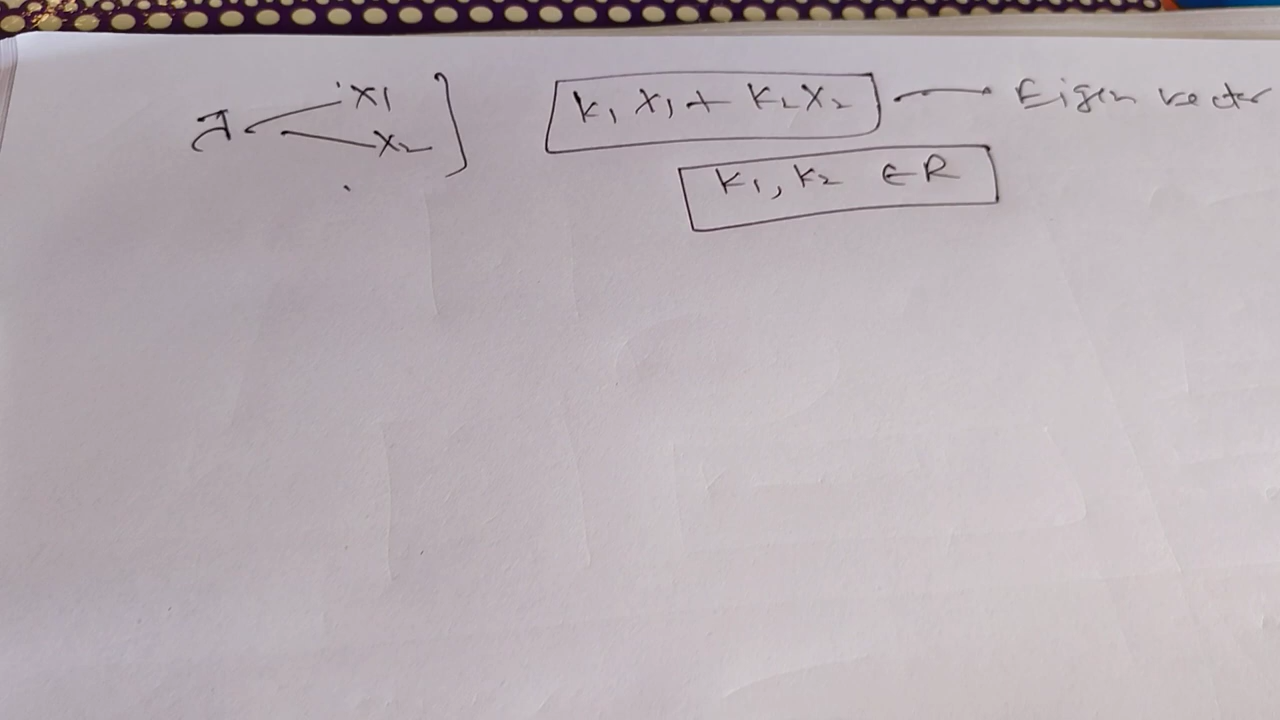 λ x1 x2 ] k1 x1 + k2 x2 Eigen vector
k1, k2 ∈ R